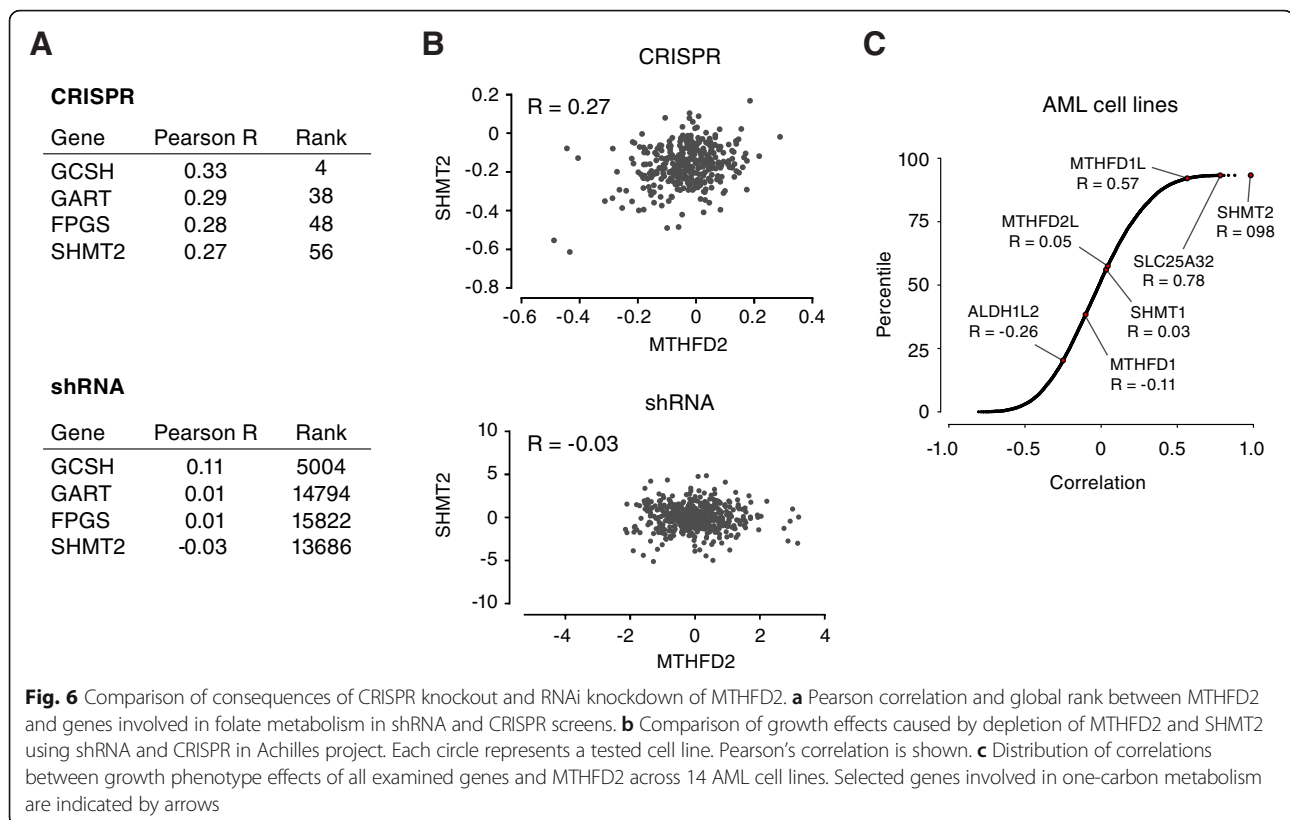 A
CRISPR
Gene Pearson R Rank
GCSH 0.33 4
GART 0.29 38
FPGS 0.28 48
SHMT2 0.27 56
shRNA
Gene Pearson R Rank
GCSH 0.11 5004
GART 0.01 14794
FPGS 0.01 15822
SHMT2 -0.03 13686
B
CRISPR
R = 0.27
SHMT2
0.2
0
-0.2
-0.4
-0.6
-0.8
-0.6 -0.4 -0.2 0 0.2 0.4
MTHFD2
shRNA
R = -0.03
SHMT2
10
5
0
-5
-10
-4 -2 0 2 4
MTHFD2
C
AML cell lines
Percentile
100
75
50
25
0
MTHFD1L
R = 0.57
MTHFD2L
R = 0.05
SHMT2
R = 098
SLC25A32
R = 0.78
ALDH1L2
R = -0.26
SHMT1
R = 0.03
MTHFD1
R = -0.11
-1.0 -0.5 0 0.5 1.0
Correlation
Fig. 6 Comparison of consequences of CRISPR knockout and RNAi knockdown of MTHFD2. a Pearson correlation and global rank between MTHFD2
and genes involved in folate metabolism in shRNA and CRISPR screens. b Comparison of growth effects caused by depletion of MTHFD2 and SHMT2
using shRNA and CRISPR in Achilles project. Each circle represents a tested cell line. Pearson's correlation is shown. c Distribution of correlations
between growth phenotype effects of all examined genes and MTHFD2 across 14 AML cell lines. Selected genes involved in one-carbon metabolism
are indicated by arrows